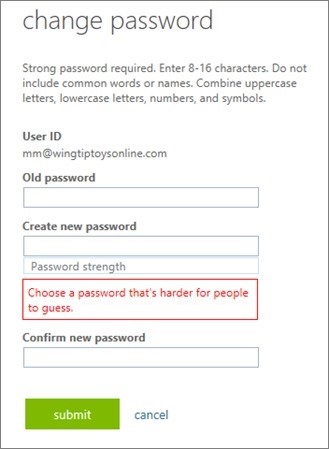 change password
Strong password required. Enter 8-16 characters. Do not
include common words or names. Combine uppercase
letters, lowercase letters, numbers, and symbols.
User ID
mm@wingtiptoysonline.com
Old password
Create new password
Password strength
Choose a password that's harder for people
to guess.
Confirm new password
submit cancel